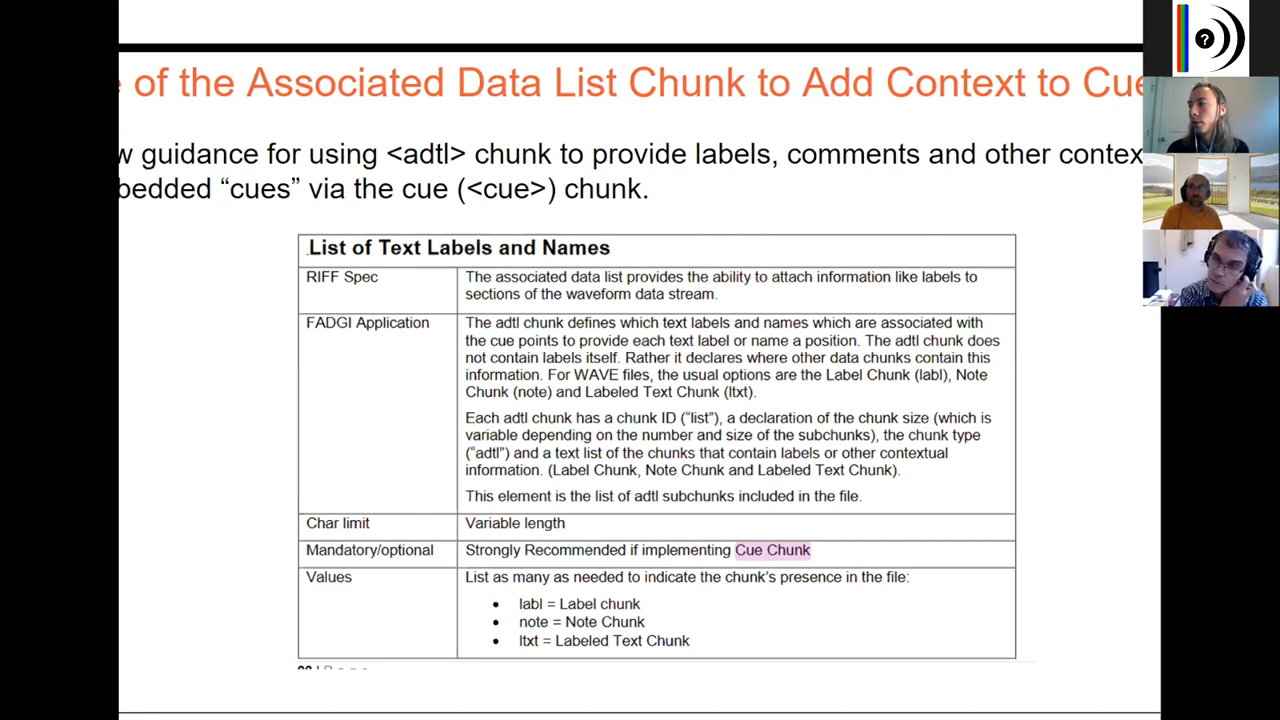 of the Associated Data List Chunk to Add Context to Cue
guidance for using <adtl> chunk to provide labels, comments and other contex
bedded “cues” via the cue (<cue>) chunk.
List of Text Labels and Names
RIFF Spec
The associated data list provides the ability to attach information like labels to
sections of the waveform data stream.
FADGI Application
The adtl chunk defines which text labels and names which are associated with
the cue points to provide each text label or name a position. The adtl chunk does
not contain labels itself. Rather it declares where other data chunks contain this
information. For WAVE files, the usual options are the Label Chunk (labl), Note
Chunk (note) and Labeled Text Chunk (ltxt).
Each adtl chunk has a chunk ID (“list”), a declaration of the chunk size (which is
variable depending on the number and size of the subchunks), the chunk type
(“adtl”) and a text list of the chunks that contain labels or other contextual
information. (Label Chunk, Note Chunk and Labeled Text Chunk).
This element is the list of adtl subchunks included in the file.
Char limit
Variable length
Mandatory/optional
Strongly Recommended if implementing Cue Chunk
Values
List as many as needed to indicate the chunk’s presence in the file:
• labl = Label chunk
• note = Note Chunk
• ltxt = Labeled Text Chunk
?